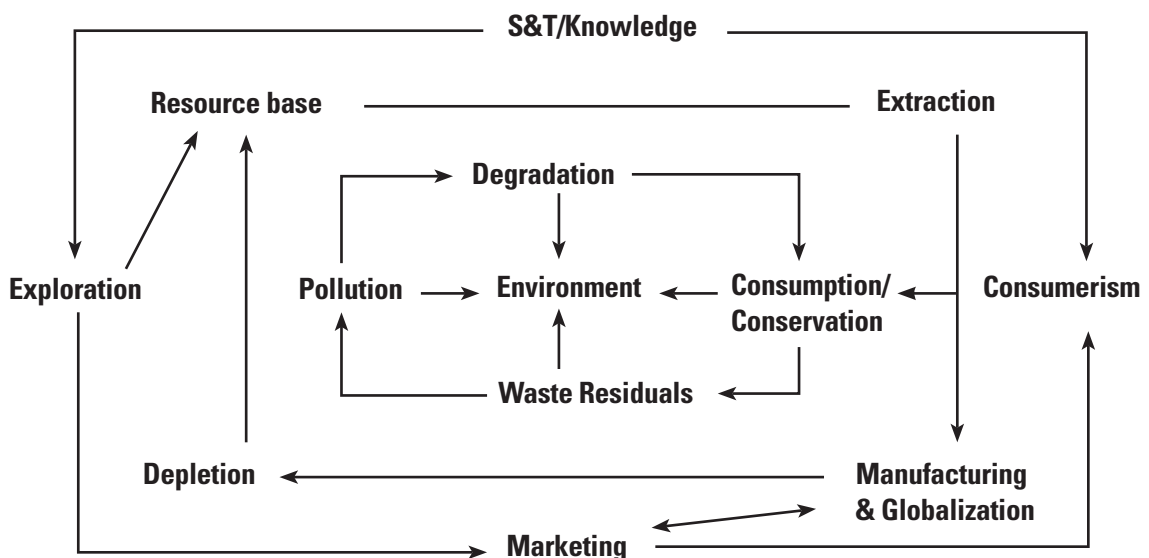 S&T/Knowledge
Resource base
Extraction
Degradation
Exploration
Pollution
Environment
Consumption/
Conservation
Consumerism
Waste Residuals
Depletion
Manufacturing
& Globalization
Marketing